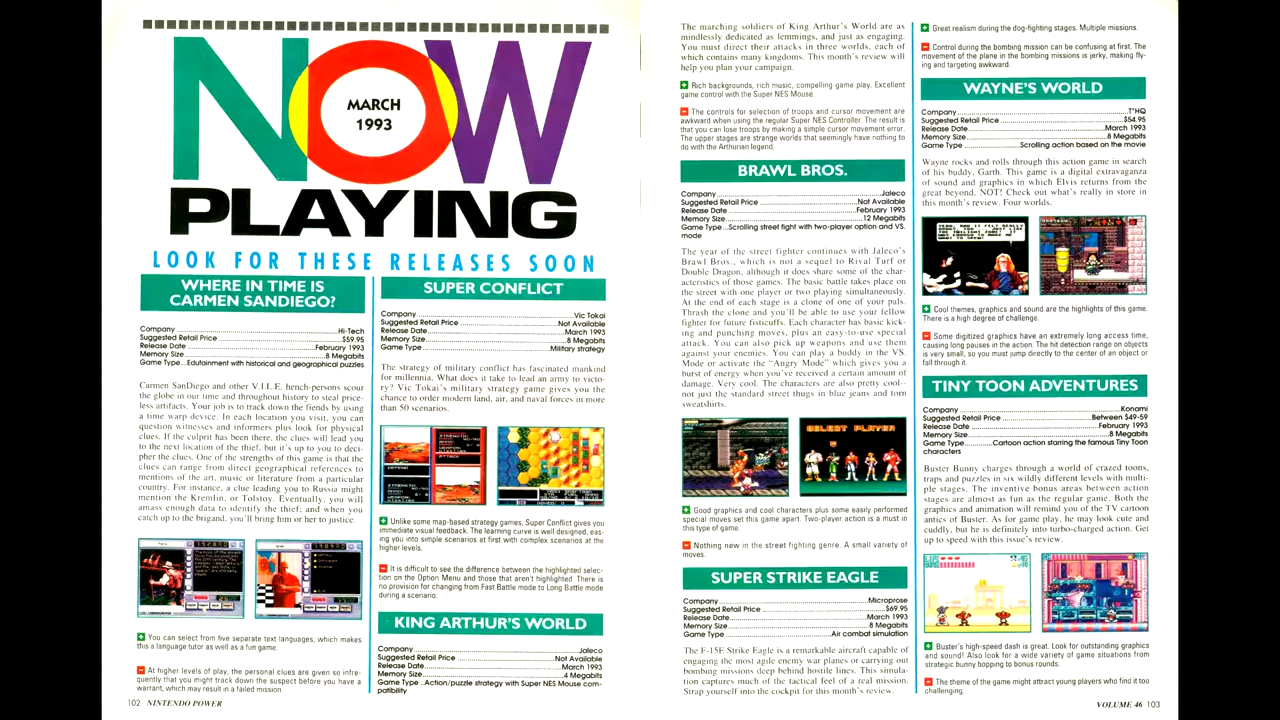 NOW
MARCH
1993
PLAYING
LOOK FOR THESE RELEASES SOON
WHERE IN TIME IS
CARMEN SANDIEGO?
Company Hi-Tech
Suggested Retail Price $59.95
Release Date February 1993
Memory Size 8 Megabits
Game Type Edutainment with historical and geographical puzzles
Carmen SanDiego and other V.I.L.E. hench-persons scour
the globe in our time and throughout history to steal price-
less artifacts. Your job is to track down the fiends by using
a time warp device. In each location you visit, you can
question witnesses and informers plus look for physical
clues. If the culprit has been there, the clues will lead you
to the next location of the thief, but it's up to you to deci-
pher the clues. One of the strengths of this game is that the
clues can range from direct geographical references to
mentions of the art, music or literature from a particular
country. For instance, a clue leading you to Russia might
mention the Kremlin, or Tolstoy. Eventually, you will
amass enough data to identify the thief; and when you
catch up to the brigand, you'll bring him or her to justice.
You can select from five separate text languages, which makes
this a language tutor as well as a fun game.
At higher levels of play, the personal clues are given so infre-
quently that you might track down the suspect before you have a
warrant, which may result in a failed mission.
102 NINTENDO POWER
SUPER CONFLICT
Company Vic Tokai
Suggested Retail Price Not Available
Release Date March 1993
Memory Size 8 Megabits
Game Type Military strategy
The strategy of military conflict has fascinated mankind
for millennia. What does it take to lead an army to victo-
ry? Vic Tokai's military strategy game gives you the
chance to order modern land, air, and naval forces in more
than 50 scenarios.
Unlike some map-based strategy games, Super Conflict gives you
immediate visual feedback. The learning curve is well designed, eas-
ing you into simple scenarios at first with complex scenarios at the
higher levels.
It is difficult to see the difference between the highlighted selec-
tion on the Option Menu and those that aren't highlighted. There is
no provision for changing from Fast Battle mode to Long Battle mode
during a scenario.
KING ARTHUR'S WORLD
Company Jaleco
Suggested Retail Price Not Available
Release Date March 1993
Memory Size 4 Megabits
Game Type Action/puzzle strategy with Super NES Mouse com-
patibility
The marching soldiers of King Arthur's World are as
mindlessly dedicated as lemmings, and just as engaging.
You must direct their attacks in three worlds, each of
which contains many kingdoms. This month's review will
help you plan your campaign.
Rich backgrounds, rich music, compelling game play. Excellent
game control with the Super NES Mouse.
The controls for selection of troops and cursor movement are
awkward when using the regular Super NES Controller. The result is
that you can lose troops by making a simple cursor movement error.
The upper stages are strange worlds that seemingly have nothing to
do with the Arthurian legend.
BRAWL BROS.
Company Jaleco
Suggested Retail Price Not Available
Release Date February 1993
Memory Size 12 Megabits
Game Type Scrolling street fight with two-player option and VS.
mode
The year of the street fighter continues with Jaleco's
Brawl Bros., which is not a sequel to Rival Turf or
Double Dragon, although it does share some of the char-
acteristics of those games. The basic battle takes place on
the street with one player or two playing simultaneously.
At the end of each stage is a clone of one of your pals.
Thrash the clone and you'll be able to use your fellow
fighter for future fisticuffs. Each character has basic kick-
ing and punching moves, plus an easy-to-use special
attack. You can also pick up weapons and use them
against your enemies. You can play a buddy in the VS.
Mode or activate the "Angry Mode" which gives you a
burst of energy when you've received a certain amount of
damage. Very cool. The characters are also pretty cool--
not just the standard street thugs in blue jeans and torn
sweatshirts.
SELECT PLAYER
Good graphics and cool characters plus some easily performed
special moves set this game apart. Two-player action is a must in
this type of game.
Nothing new in the street fighting genre. A small variety of
moves.
SUPER STRIKE EAGLE
Company Microprose
Suggested Retail Price $69.95
Release Date March 1993
Memory Size 8 Megabits
Game Type Air combat simulation
The F-15E Strike Eagle is a remarkable aircraft capable of
engaging the most agile enemy war planes or carrying out
bombing missions deep behind hostile lines. This simula-
tion captures much of the tactical feel of a real mission.
Strap yourself into the cockpit for this month's review.
Great realism during the dog-fighting stages. Multiple missions.
Control during the bombing mission can be confusing at first. The
movement of the plane in the bombing missions is jerky, making fly-
ing and targeting awkward.
WAYNE'S WORLD
Company T*HQ
Suggested Retail Price $54.95
Release Date March 1993
Memory Size 8 Megabits
Game Type Scrolling action based on the movie
Wayne rocks and rolls through this action game in search
of his buddy, Garth. This game is a digital extravaganza
of sound and graphics in which Elvis returns from the
great beyond. NOT! Check out what's really in store in
this month's review. Four worlds.
Cool themes, graphics and sound are the highlights of this game.
There is a high degree of challenge.
Some digitized graphics have an extremely long access time,
causing long pauses in the action. The hit detection range on objects
is very small, so you must jump directly to the center of an object or
fall through it.
TINY TOON ADVENTURES
Company Konami
Suggested Retail Price Between $49-59
Release Date February 1993
Memory Size 8 Megabits
Game Type Cartoon action starring the famous Tiny Toon
characters
Buster Bunny charges through a world of crazed toons,
traps and puzzles in six wildly different levels with multi-
ple stages. The inventive bonus areas between action
stages are almost as fun as the regular game. Both the
graphics and animation will remind you of the TV cartoon
antics of Buster. As for game play, he may look cute and
cuddly, but he is definitely into turbo-charged action. Get
up to speed with this issue's review.
Buster's high-speed dash is great. Look for outstanding graphics
and sound! Also look for a wide variety of game situations from
strategic bunny bopping to bonus rounds.
The theme of the game might attract young players who find it too
challenging.
VOLUME 46 103